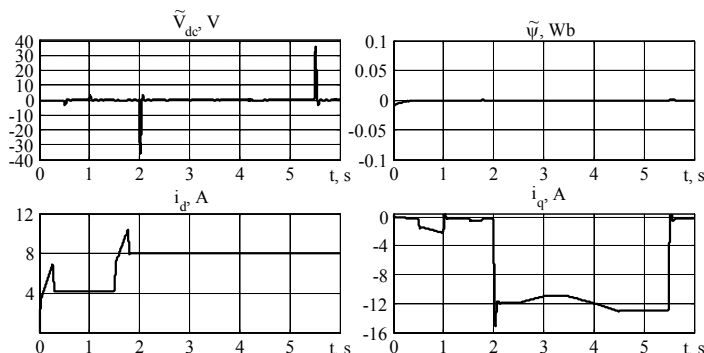 Ṽdc, V
40
30
20
10
0
-10
-20
-30
-40
0 1 2 3 4 5 t, s
ψ̃, Wb
0.1
0.05
0
-0.05
-0.1
0 1 2 3 4 5 t, s
id, A
12
8
4
0 1 2 3 4 5 t, s
iq, A
0
-4
-8
-12
-16
0 1 2 3 4 5 t, s